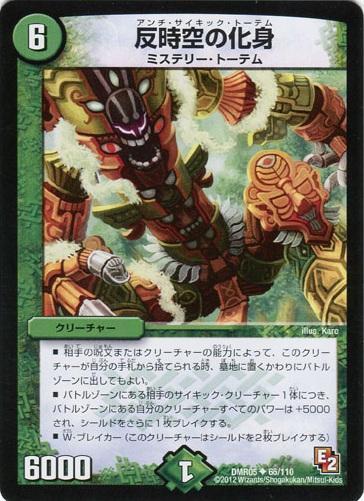 6
アンチ・サイキック・トーテム
反時空の化身
ミステリー・トーテム
illus. Karo
クリーチャー
■ 相手の呪文またはクリーチャーの能力によって、このクリ
ーチャーが自分の手札から捨てられる時、墓地に置くかわりにバト
ルゾーンに出してもよい。
■ バトルゾーンにある相手のサイキック・クリーチャー1体につき、
バトルゾーンにある自分のクリーチャーすべてのパワーは+5000
され、シールドをさらに1枚ブレイクする。
■ W・ブレイカー(このクリーチャーはシールドを2枚ブレイクする)
6000
1
DMR05 66/110
©2012 Wizards/Shogakukan/Mitsui-Kids
E2